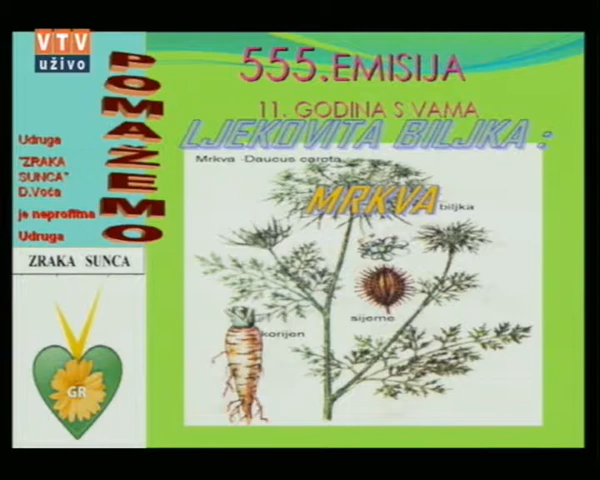 VTV
uživo
POMAŽEMO
Udruga
"ZRAKA
SUNCA"
D.Voća
je neprofitna
Udruga
ZRAKA SUNCA
GR
555.EMISIJA
11. GODINA S VAMA
LJEKOVITA BILJKA :
Mrkva -Daucus carota
MRKVA
biljka
sijeme
korijen